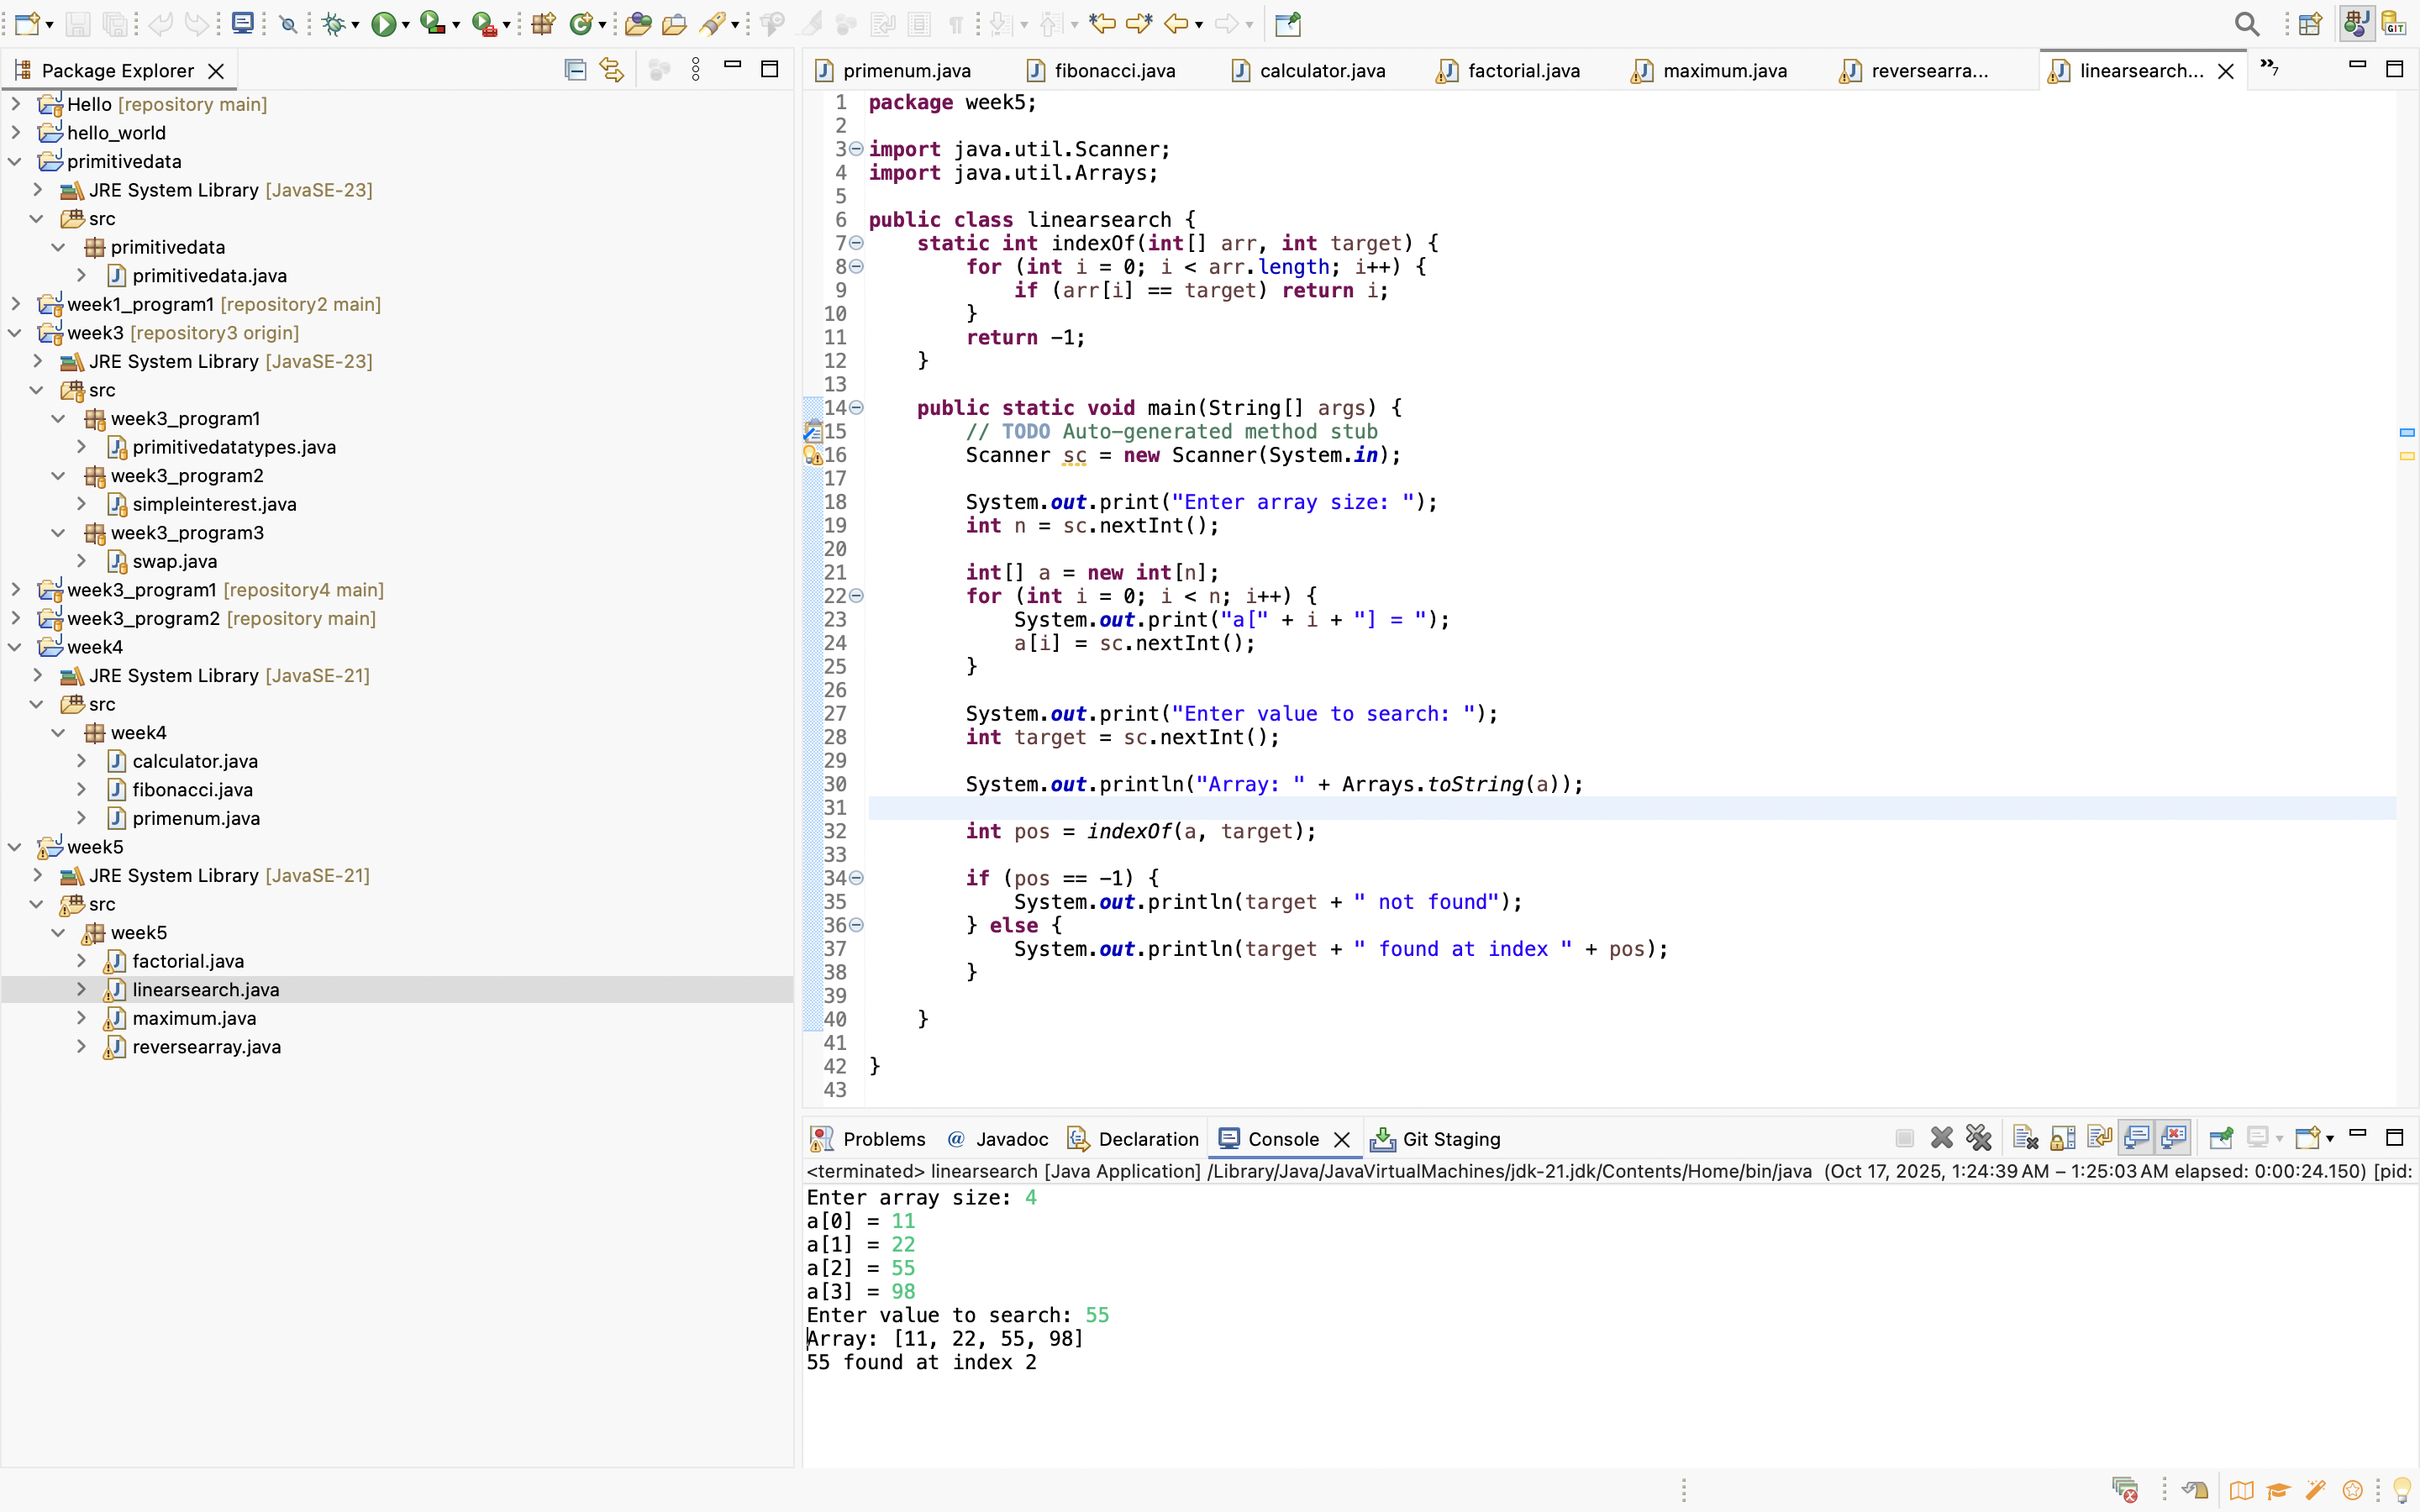 GIT
Package Explorer
Hello [repository main]
hello_world
primitivedata
JRE System Library [JavaSE-23]
src
primitivedata
primitivedata.java
week1_program1 [repository2 main]
week3 [repository3 origin]
JRE System Library [JavaSE-23]
src
week3_program1
primitivedatatypes.java
week3_program2
simpleinterest.java
week3_program3
swap.java
week3_program1 [repository4 main]
week3_program2 [repository main]
week4
JRE System Library [JavaSE-21]
src
week4
calculator.java
fibonacci.java
primenum.java
week5
JRE System Library [JavaSE-21]
src
week5
factorial.java
linearsearch.java
maximum.java
reversearray.java
primenum.java fibonacci.java calculator.java factorial.java maximum.java reversearra... linearsearch... »7
1 package week5;
2
3 import java.util.Scanner;
4 import java.util.Arrays;
5
6 public class linearsearch {
7     static int indexOf(int[] arr, int target) {
8         for (int i = 0; i < arr.length; i++) {
9             if (arr[i] == target) return i;
10         }
11         return -1;
12     }
13
14     public static void main(String[] args) {
15         // TODO Auto-generated method stub
16         Scanner sc = new Scanner(System.in);
17
18         System.out.print("Enter array size: ");
19         int n = sc.nextInt();
20
21         int[] a = new int[n];
22         for (int i = 0; i < n; i++) {
23             System.out.print("a[" + i + "] = ");
24             a[i] = sc.nextInt();
25         }
26
27         System.out.print("Enter value to search: ");
28         int target = sc.nextInt();
29
30         System.out.println("Array: " + Arrays.toString(a));
31
32         int pos = indexOf(a, target);
33
34         if (pos == -1) {
35             System.out.println(target + " not found");
36         } else {
37             System.out.println(target + " found at index " + pos);
38         }
39
40     }
41
42 }
43
Problems @ Javadoc Declaration Console Git Staging
<terminated> linearsearch [Java Application] /Library/Java/JavaVirtualMachines/jdk-21.jdk/Contents/Home/bin/java (Oct 17, 2025, 1:24:39 AM – 1:25:03 AM elapsed: 0:00:24.150) [pid:
Enter array size: 4
a[0] = 11
a[1] = 22
a[2] = 55
a[3] = 98
Enter value to search: 55
Array: [11, 22, 55, 98]
55 found at index 2